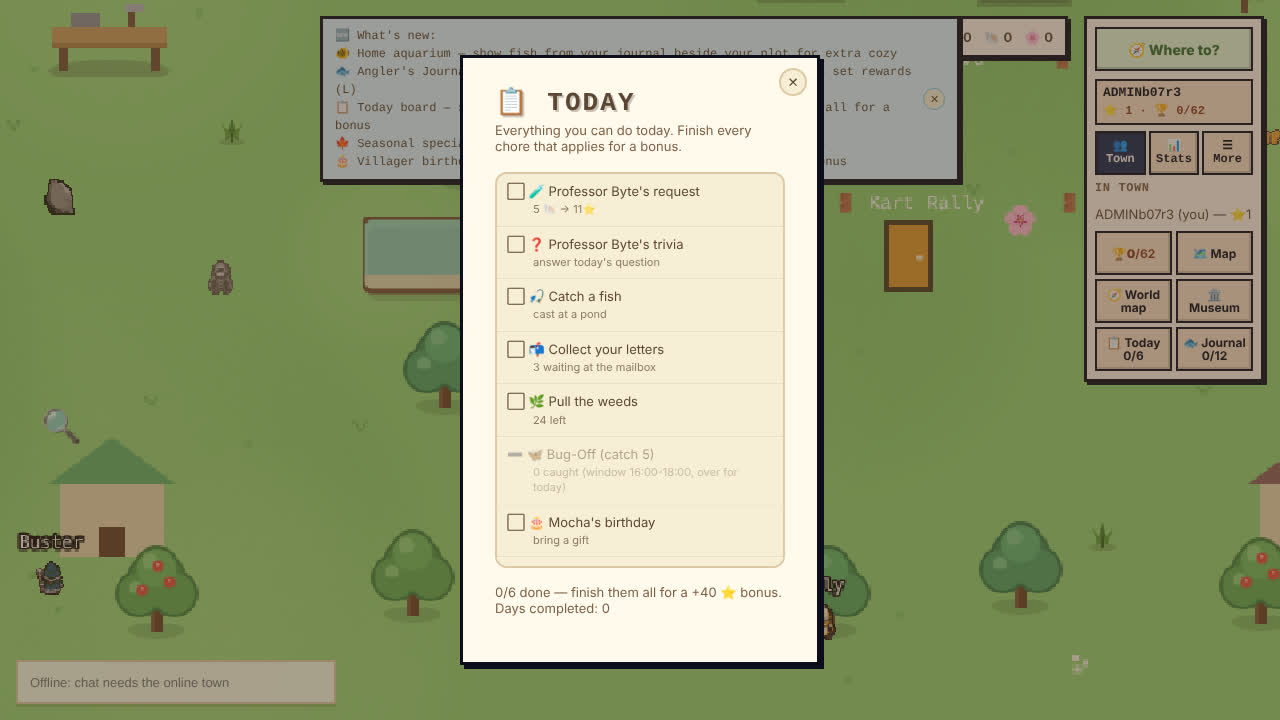 🆕 What's new:
🐠 Home aquarium — show fish from your journal beside your plot for extra cozy
🐟 Angler's Journa
set rewards
(L)
📋 Today board —
all for a
bonus
🍁 Seasonal specia
🎂 Villager birthd
nus
0 🐚 0 🌸 0
✕
📋 TODAY
✕
Everything you can do today. Finish every
chore that applies for a bonus.
🧪 Professor Byte's request
5 🐚 → 11⭐
❓ Professor Byte's trivia
answer today's question
🎣 Catch a fish
cast at a pond
📬 Collect your letters
3 waiting at the mailbox
🌿 Pull the weeds
24 left
➖ 🦋 Bug-Off (catch 5)
0 caught (window 16:00-18:00, over for
today)
🎂 Mocha's birthday
bring a gift
0/6 done — finish them all for a +40 ⭐ bonus.
Days completed: 0
🧭 Where to?
ADMINb07r3
⭐ 1 · 🏆 0/62
👥 Town
📊 Stats
☰ More
IN TOWN
ADMINb07r3 (you) — ⭐1
🏆0/62
🗺️ Map
🧭 World
map
🏛️
Museum
📋 Today
0/6
🐟 Journal
0/12
Kart Rally
Buster
ly
Offline: chat needs the online town